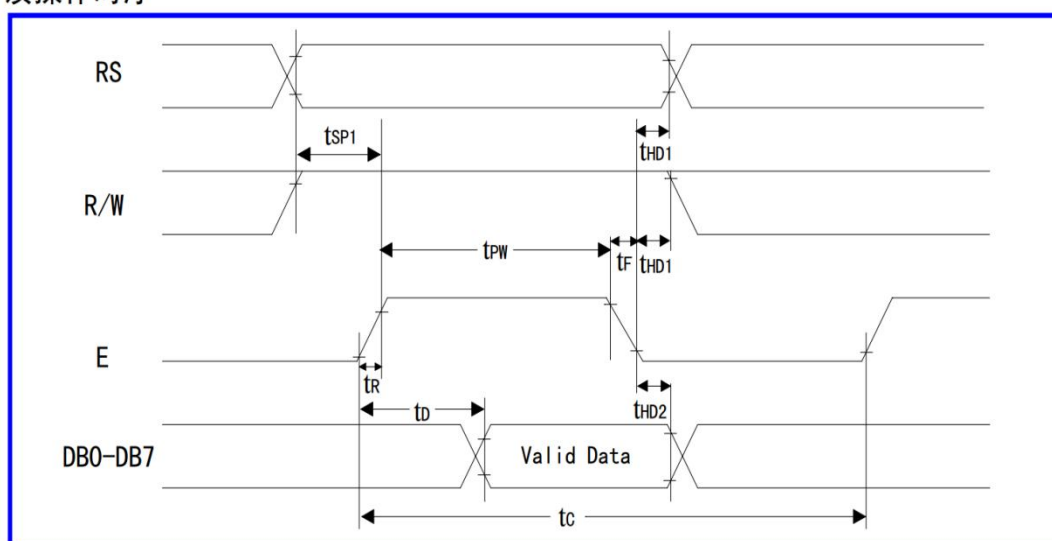 RS
tSP1
tHD1
R/W
tPW
tF
tHD1
E
tR
tD
tHD2
DB0-DB7
Valid Data
tC